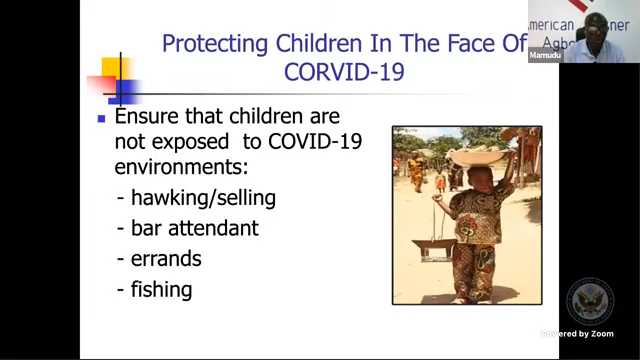 Protecting Children In The Face Of
CORVID-19
American
Agbo
Mamudu
Ensure that children are
not exposed to COVID-19
environments:
- hawking/selling
- bar attendant
- errands
- fishing
Powered by Zoom